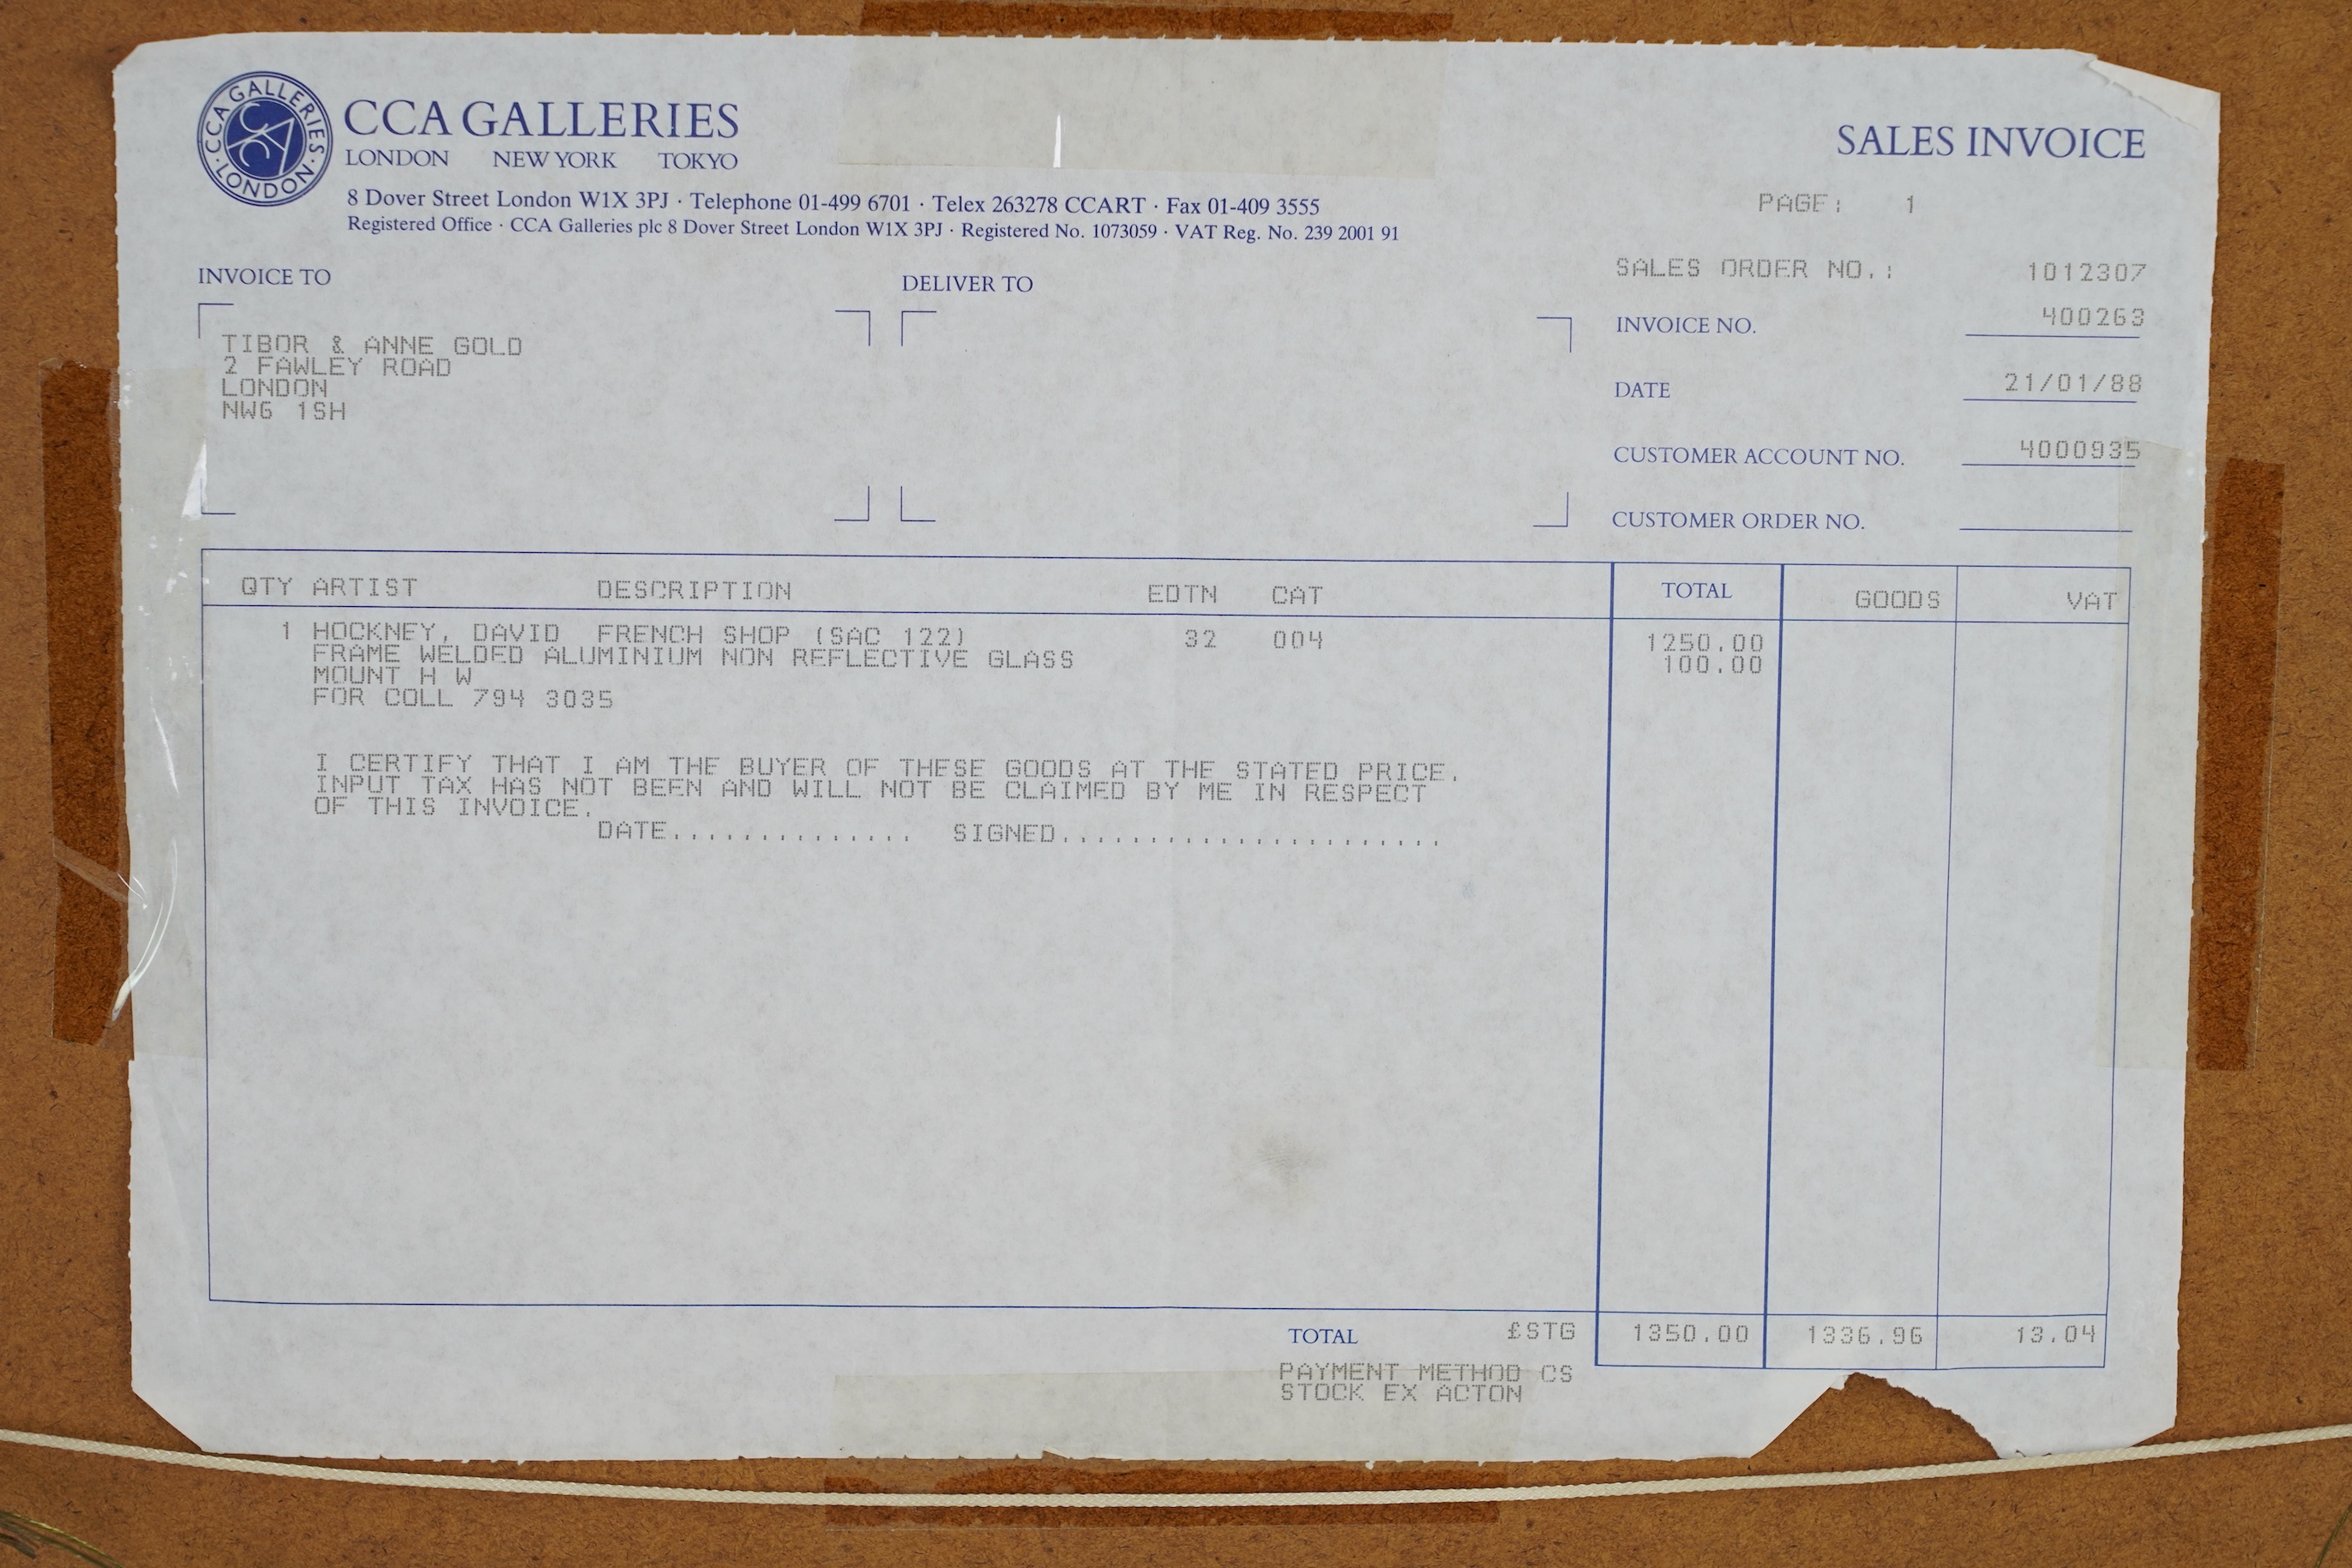 CCA GALLERIES · LONDON ·
CCA
CCA GALLERIES
LONDON NEW YORK TOKYO
8 Dover Street London W1X 3PJ · Telephone 01-499 6701 · Telex 263278 CCART · Fax 01-409 3555
Registered Office · CCA Galleries plc 8 Dover Street London W1X 3PJ · Registered No. 1073059 · VAT Reg. No. 239 2001 91
SALES INVOICE
PAGE: 1
SALES ORDER NO.: 1012307
INVOICE NO. 400263
DATE 21/01/88
CUSTOMER ACCOUNT NO. 4000935
CUSTOMER ORDER NO.
INVOICE TO
TIBOR & ANNE GOLD
2 FAWLEY ROAD
LONDON
NW6 1SH
DELIVER TO
QTY ARTIST DESCRIPTION EDTN CAT TOTAL GOODS VAT
1 HOCKNEY, DAVID FRENCH SHOP (SAC 122) 32 004 1250.00
FRAME WELDED ALUMINIUM NON REFLECTIVE GLASS 100.00
MOUNT H W
FOR COLL 794 3035
I CERTIFY THAT I AM THE BUYER OF THESE GOODS AT THE STATED PRICE.
INPUT TAX HAS NOT BEEN AND WILL NOT BE CLAIMED BY ME IN RESPECT
OF THIS INVOICE.
DATE.............. SIGNED......................
TOTAL £STG 1350.00 1336.96 13.04
PAYMENT METHOD CS
STOCK EX ACTON